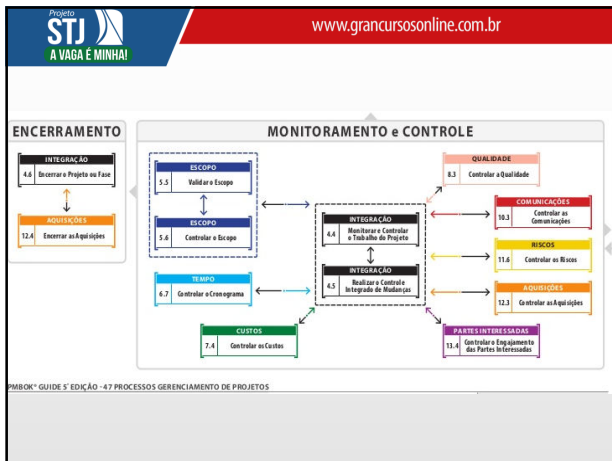 Projeto
STJ
A VAGA É MINHA!
www.grancursosonline.com.br
ENCERRAMENTO
INTEGRAÇÃO
4.6 Encerrar o Projeto ou Fase
AQUISIÇÕES
12.4 Encerrar as Aquisições
MONITORAMENTO e CONTROLE
ESCOPO
5.5 Validar o Escopo
ESCOPO
5.6 Controlar o Escopo
TEMPO
6.7 Controlar o Cronograma
CUSTOS
7.4 Controlar os Custos
INTEGRAÇÃO
4.4 Monitorar e Controlar
o Trabalho do Projeto
INTEGRAÇÃO
4.5 Realizar o Controle
Integrado de Mudanças
QUALIDADE
8.3 Controlar a Qualidade
COMUNICAÇÕES
10.3 Controlar as
Comunicações
RISCOS
11.6 Controlar os Riscos
AQUISIÇÕES
12.3 Controlar as Aquisições
PARTES INTERESSADAS
13.4 Controlar o Engajamento
das Partes Interessadas
PMBOK® GUIDE 5ª EDIÇÃO - 47 PROCESSOS GERENCIAMENTO DE PROJETOS